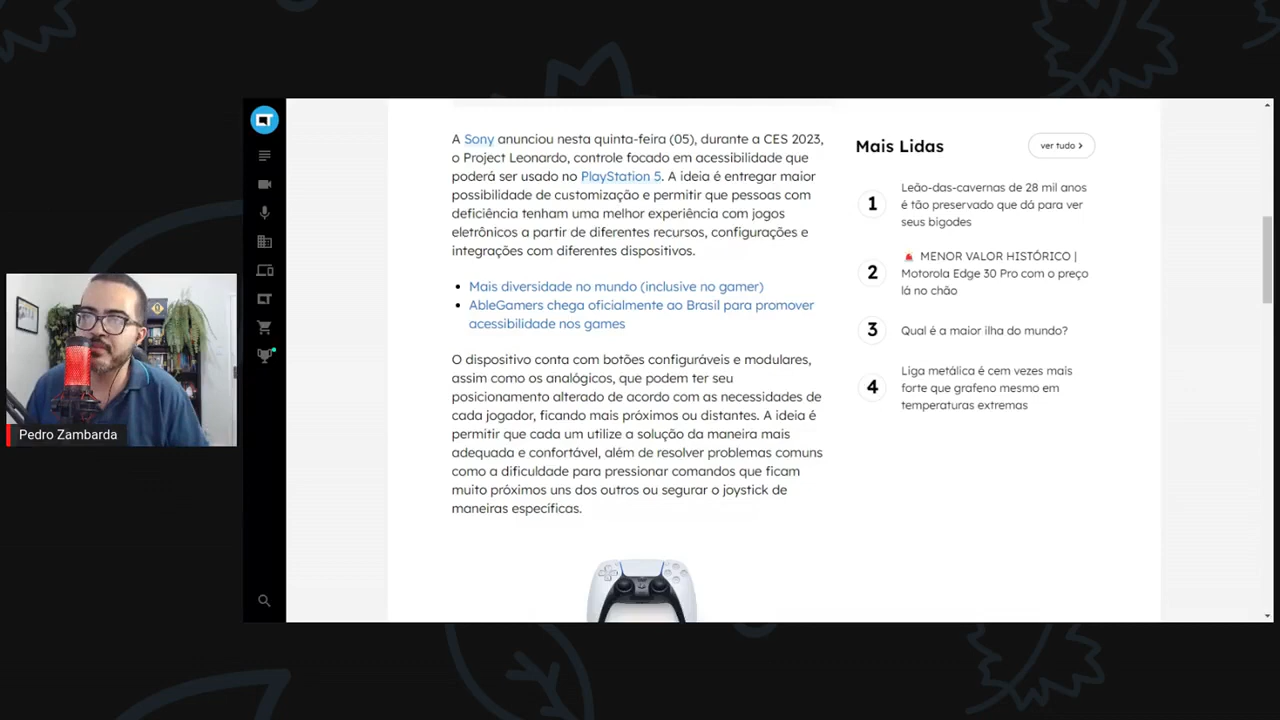 A Sony anunciou nesta quinta-feira (05), durante a CES 2023,
o Project Leonardo, controle focado em acessibilidade que
poderá ser usado no PlayStation 5. A ideia é entregar maior
possibilidade de customização e permitir que pessoas com
deficiência tenham uma melhor experiência com jogos
eletrônicos a partir de diferentes recursos, configurações e
integrações com diferentes dispositivos.
Mais diversidade no mundo (inclusive no gamer)
AbleGamers chega oficialmente ao Brasil para promover
acessibilidade nos games
O dispositivo conta com botões configuráveis e modulares,
assim como os analógicos, que podem ter seu
posicionamento alterado de acordo com as necessidades de
cada jogador, ficando mais próximos ou distantes. A ideia é
permitir que cada um utilize a solução da maneira mais
adequada e confortável, além de resolver problemas comuns
como a dificuldade para pressionar comandos que ficam
muito próximos uns dos outros ou segurar o joystick de
maneiras específicas.
Mais Lidas
ver tudo
1
Leão-das-cavernas de 28 mil anos
é tão preservado que dá para ver
seus bigodes
2
MENOR VALOR HISTÓRICO |
Motorola Edge 30 Pro com o preço
lá no chão
3
Qual é a maior ilha do mundo?
4
Liga metálica é cem vezes mais
forte que grafeno mesmo em
temperaturas extremas
Pedro Zambarda